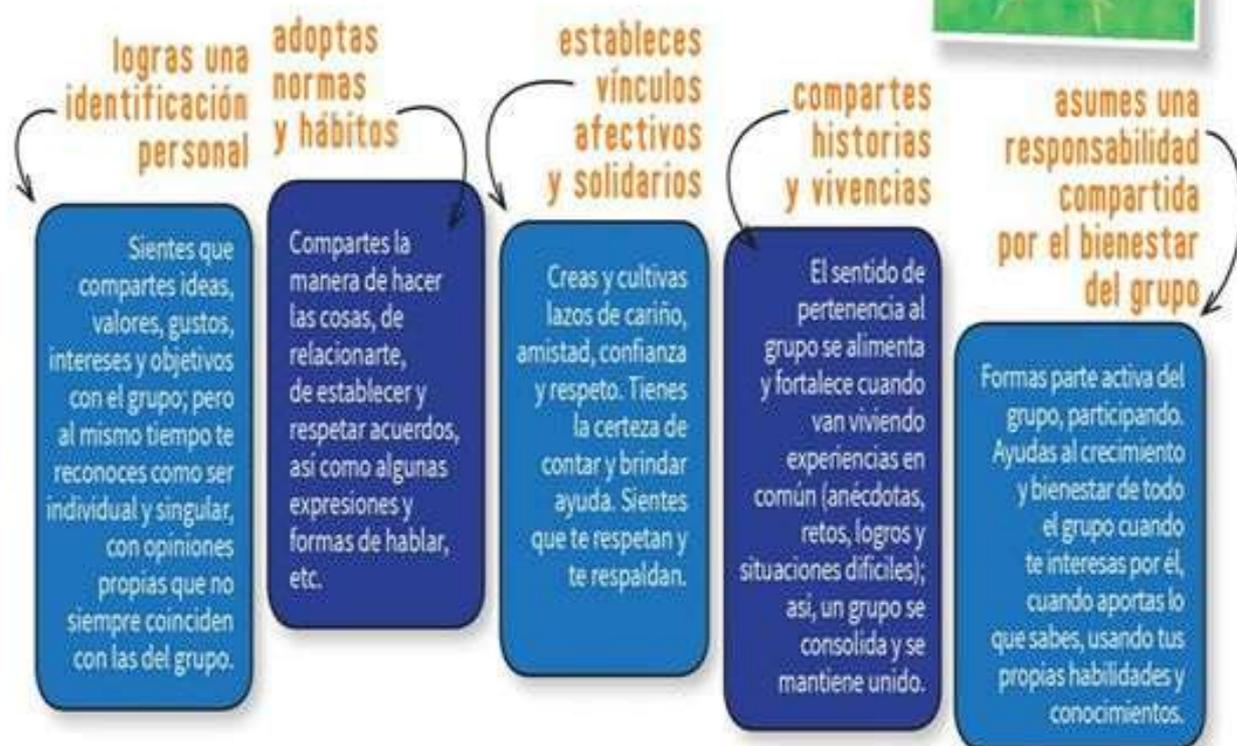 logras una
identificación
personal
Sientes que
compartes ideas,
valores, gustos,
intereses y objetivos
con el grupo; pero
al mismo tiempo te
reconoces como ser
individual y singular,
con opiniones
propias que no
siempre coinciden
con las del grupo.
adoptas
normas
y hábitos
Compartes la
manera de hacer
las cosas, de
relacionarte,
de establecer y
respetar acuerdos,
así como algunas
expresiones y
formas de hablar,
etc.
estableces
vínculos
afectivos
y solidarios
Creas y cultivas
lazos de cariño,
amistad, confianza
y respeto. Tienes
la certeza de
contar y brindar
ayuda. Sientes
que te respetan y
te respaldan.
compartes
historias
y vivencias
El sentido de
pertenencia al
grupo se alimenta
y fortalece cuando
van viviendo
experiencias en
común (anécdotas,
retos, logros y
situaciones difíciles);
así, un grupo se
consolida y se
mantiene unido.
asumes una
responsabilidad
compartida
por el bienestar
del grupo
Formas parte activa del
grupo, participando.
Ayudas al crecimiento
y bienestar de todo
el grupo cuando
te interesas por él,
cuando aportas lo
que sabes, usando tus
propias habilidades y
conocimientos.